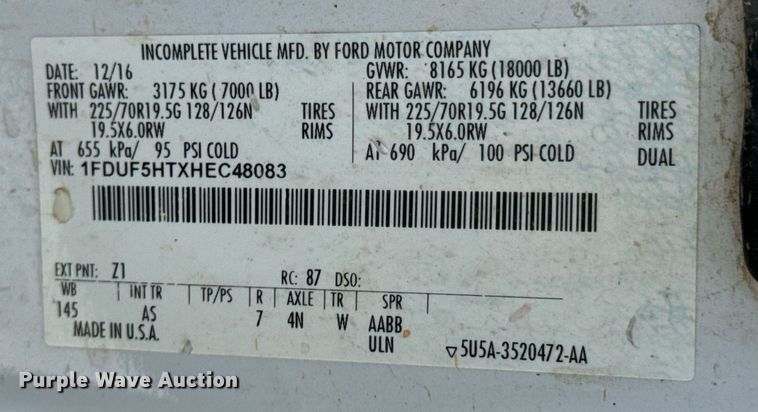 INCOMPLETE VEHICLE MFD. BY FORD MOTOR COMPANY
DATE: 12/16 GVWR: 8165 KG (18000 LB)
FRONT GAWR: 3175 KG ( 7000 LB) REAR GAWR: 6196 KG (13660 LB)
WITH 225/70R19.5G 128/126N TIRES WITH 225/70R19.5G 128/126N TIRES
19.5X6.0RW RIMS 19.5X6.0RW RIMS
AT 655 kPa/ 95 PSI COLD AT 690 kPa/ 100 PSI COLD DUAL
VIN: 1FDUF5HTXHEC48083
EXT PNT: Z1 RC: 87 DSO:
WB INT TR TP/PS R AXLE TR SPR
145 AS 7 4N W AABB
MADE IN U.S.A. ULN ▽5U5A-3520472-AA
Purple Wave Auction